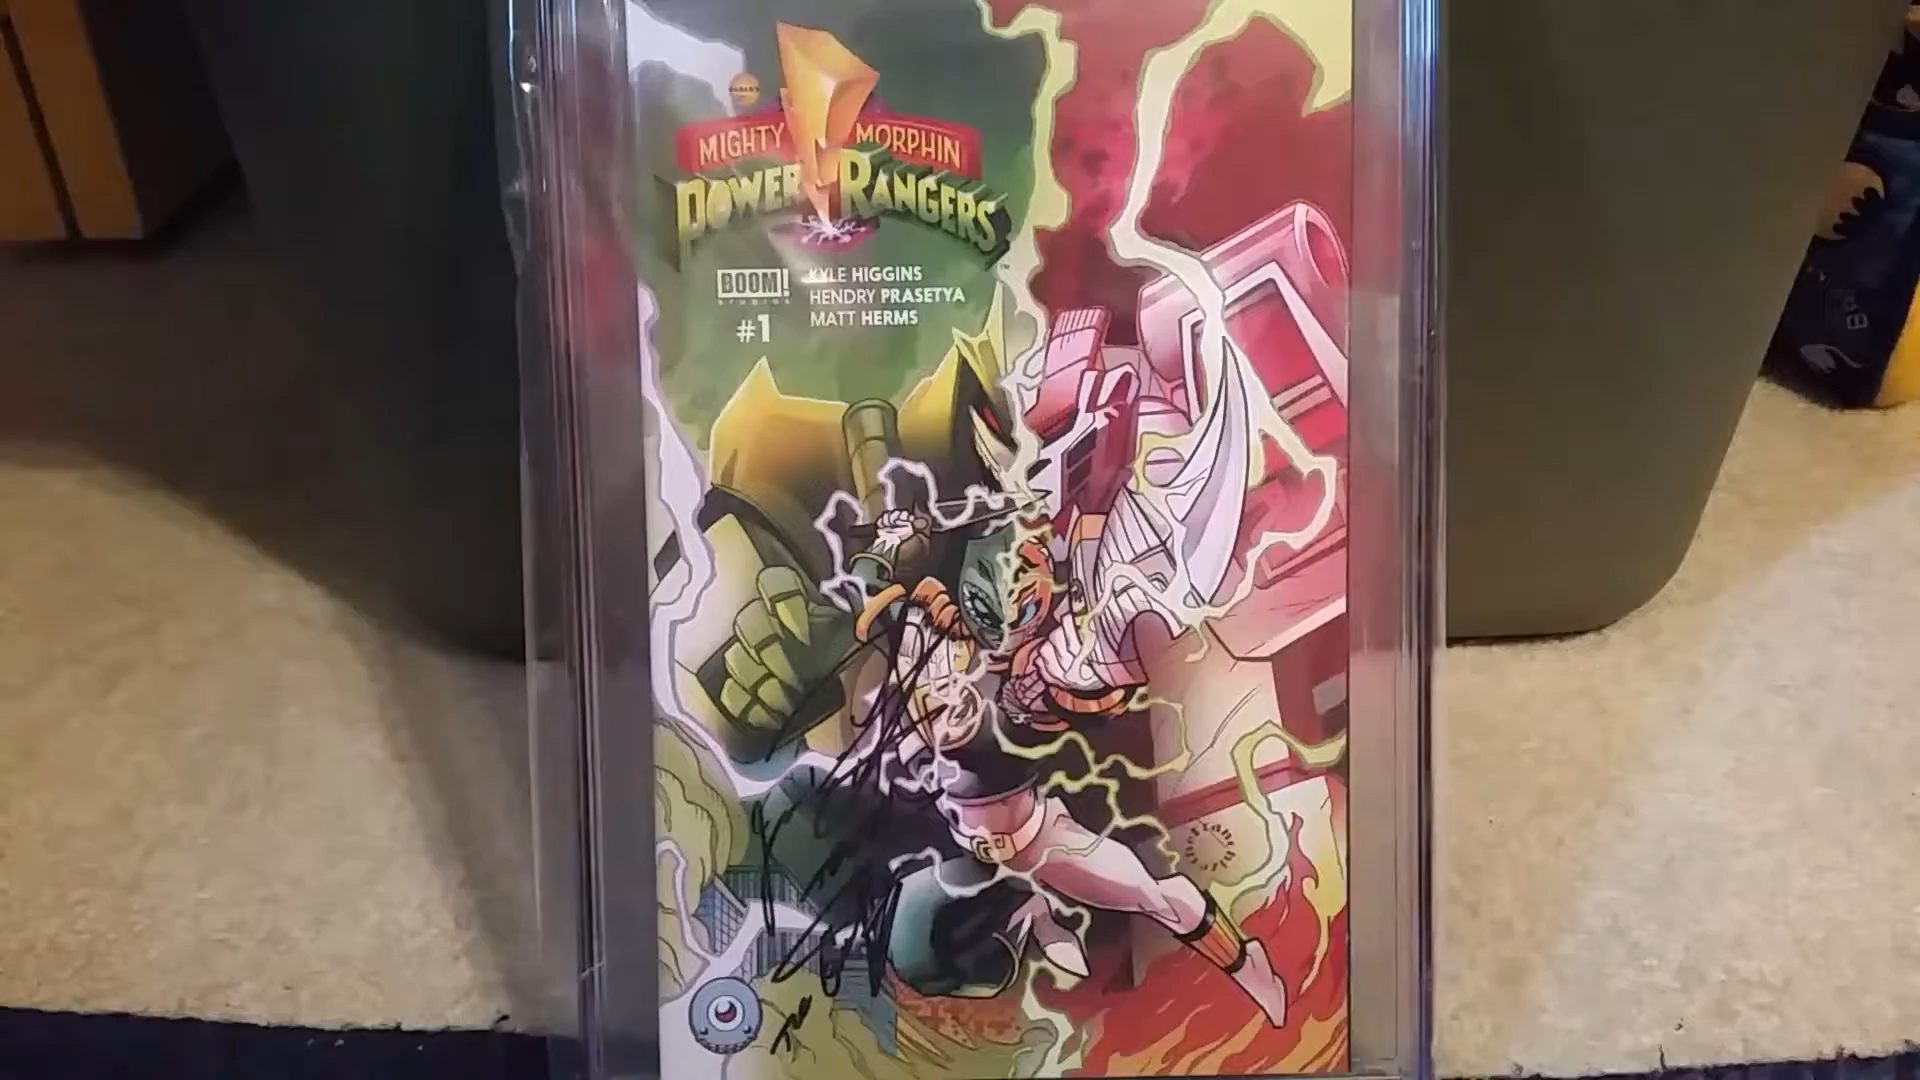 MIGHTY MORPHIN
POWER RANGERS
BOOM!
STUDIOS
#1
KYLE HIGGINS
HENDRY PRASETYA
MATT HERMS